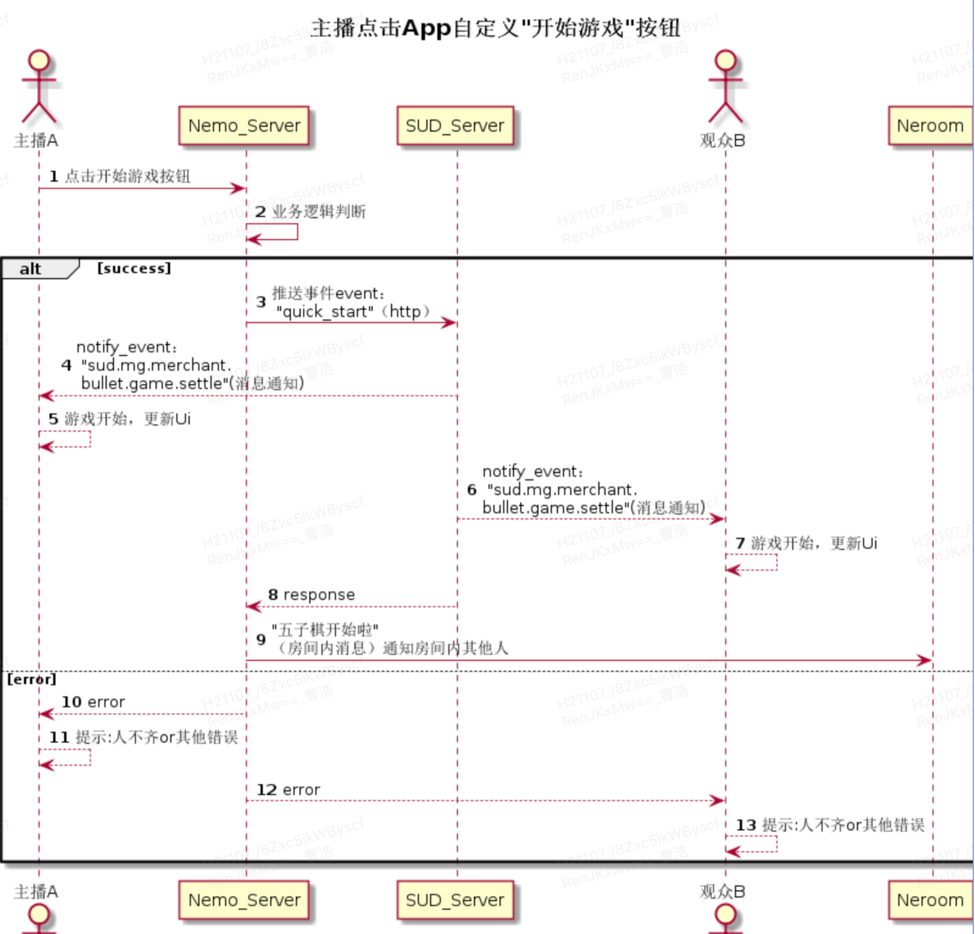 主播点击App自定义"开始游戏"按钮
主播A
Nemo_Server
SUD_Server
观众B
Neroom
1 点击开始游戏按钮
2 业务逻辑判断
alt [success]
3 推送事件event：
"quick_start"（http）
notify_event：
4 "sud.mg.merchant.
bullet.game.settle"(消息通知)
5 游戏开始，更新Ui
notify_event：
6 "sud.mg.merchant.
bullet.game.settle"(消息通知)
7 游戏开始，更新Ui
8 response
9 "五子棋开始啦"
（房间内消息）通知房间内其他人
[error]
10 error
11 提示:人不齐or其他错误
12 error
13 提示:人不齐or其他错误
主播A
Nemo_Server
SUD_Server
观众B
Neroom